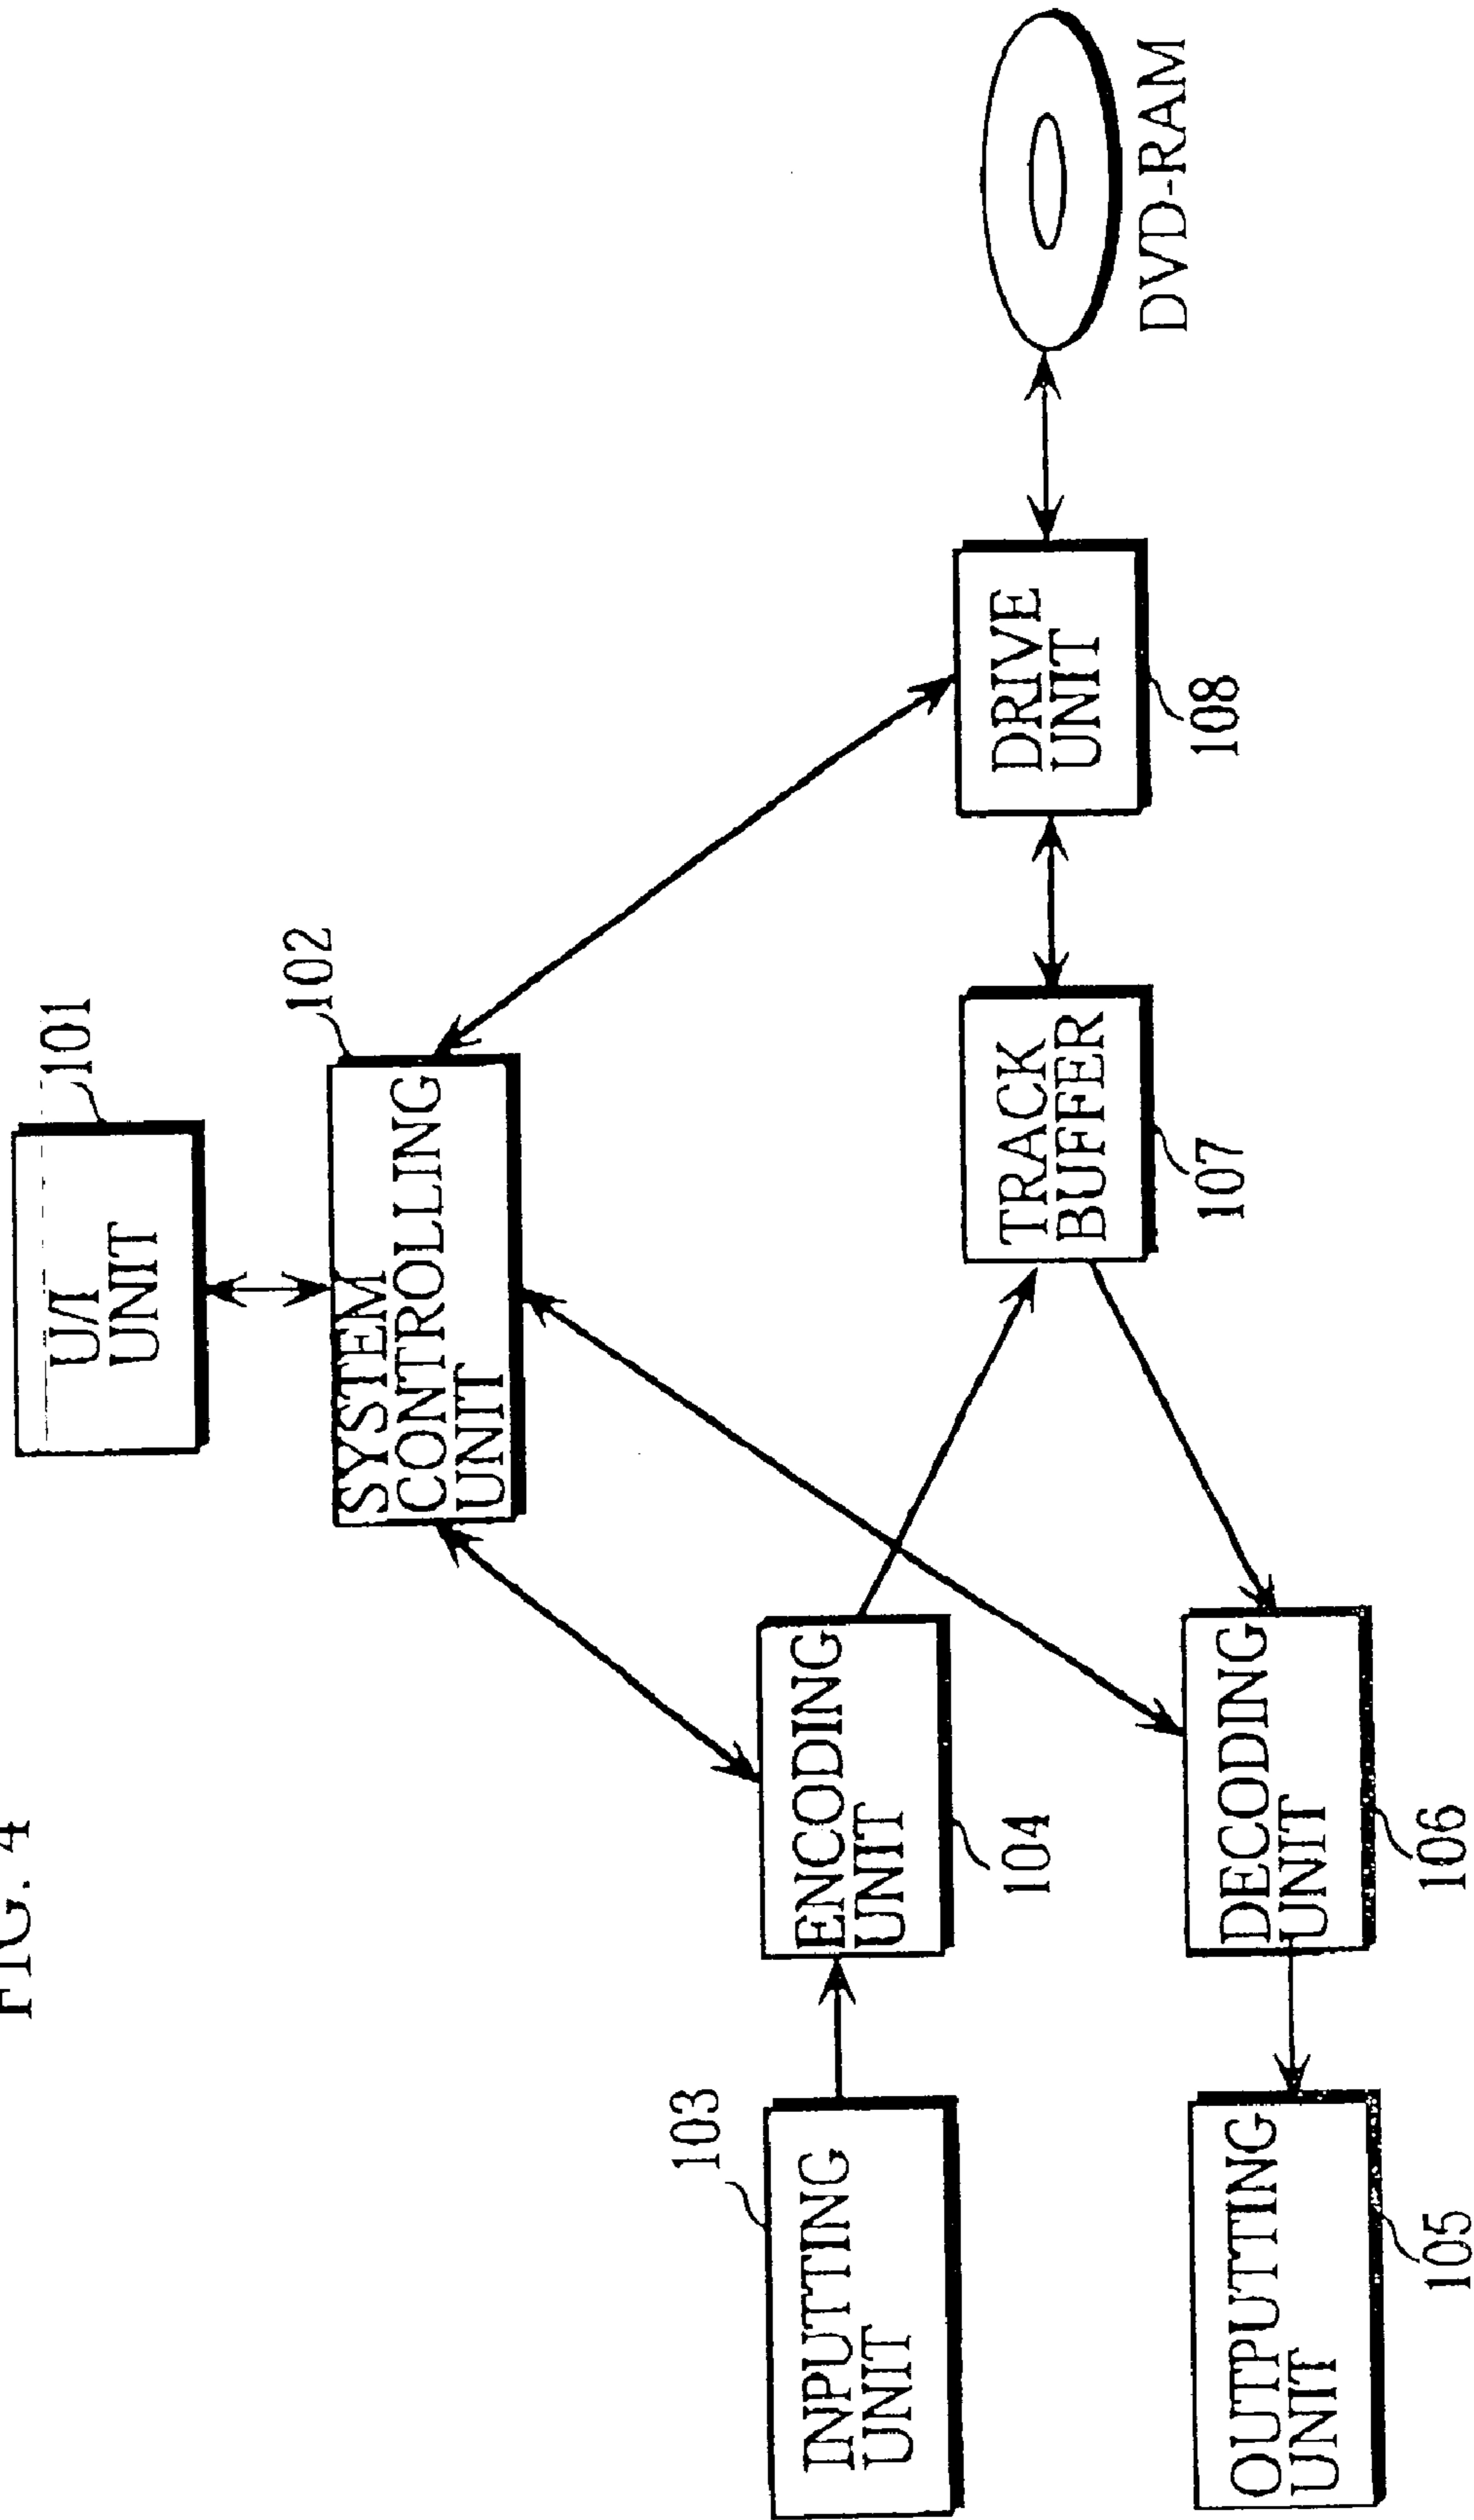 FIG. 4
U/I
UNIT
101
102
SYSTEM
CONTROLLING
UNIT
103
INPUTTING
UNIT
ENCODING
UNIT
104
TRACK
BUFFER
107
DRIVE
UNIT
108
DVD-RAM
OUTPUTTING
UNIT
105
DECODING
UNIT
106